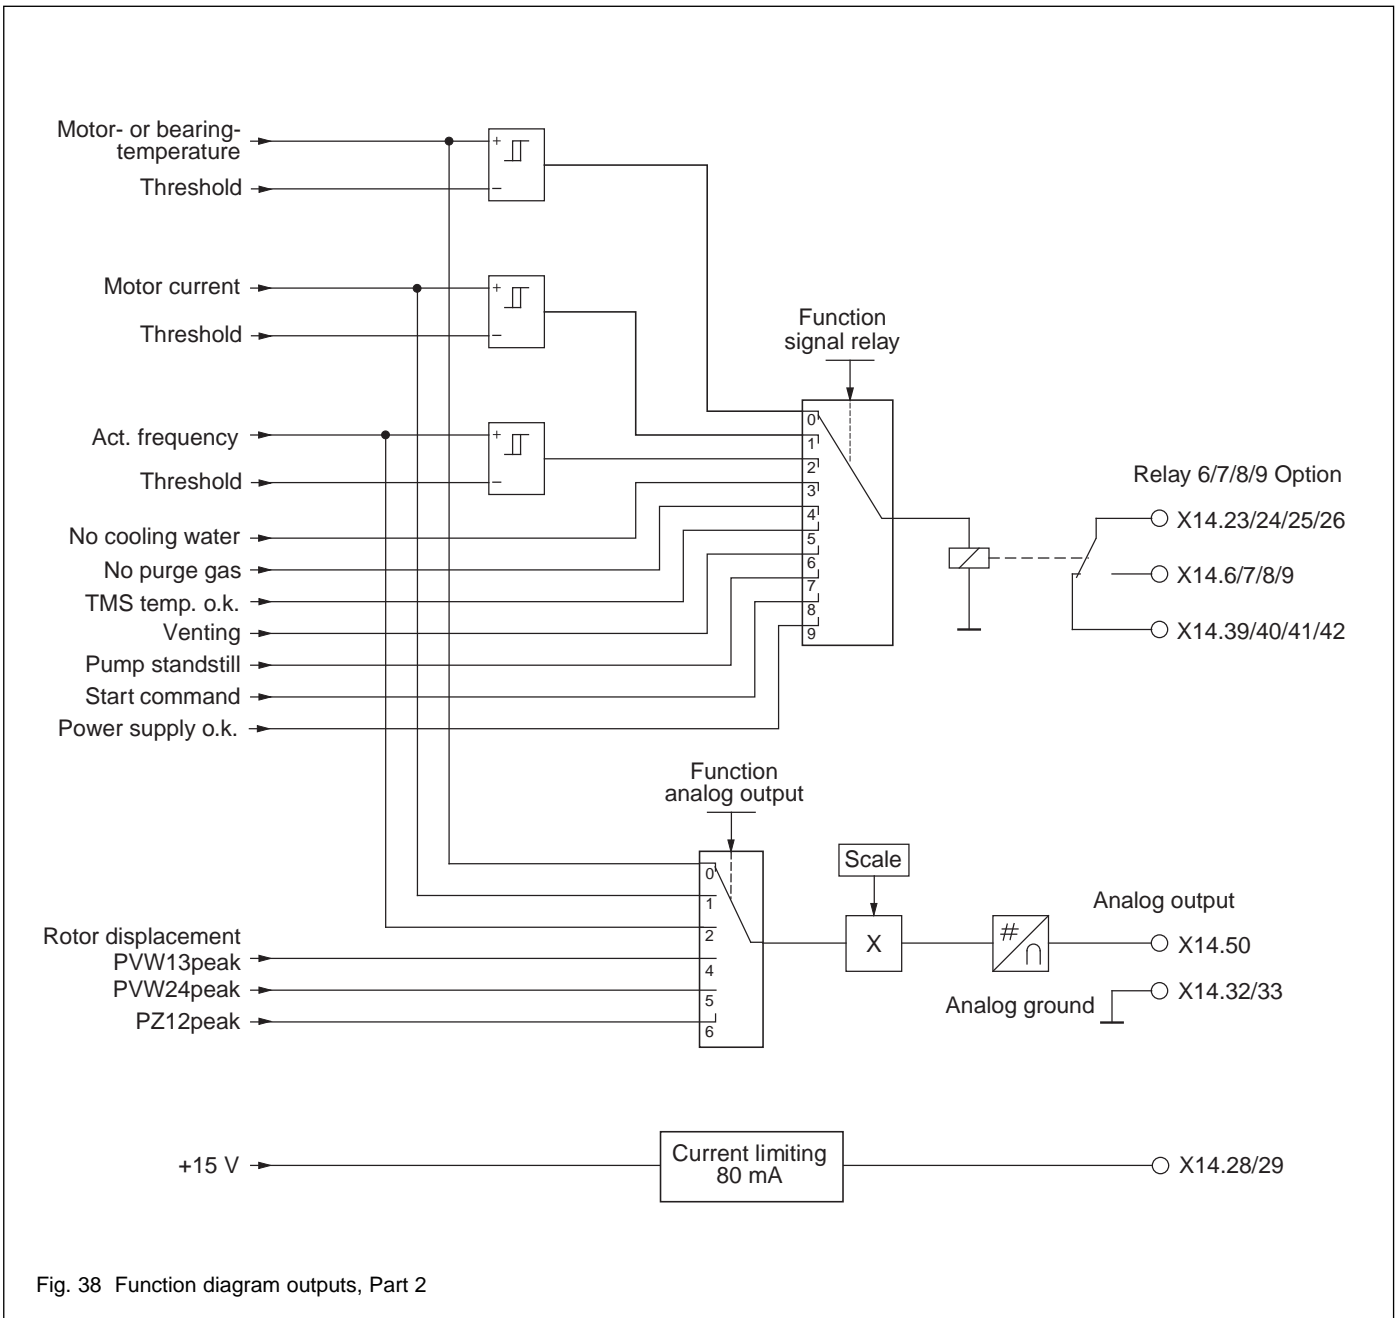 Motor- or bearing-
temperature
+
Threshold
−
Motor current
+
Threshold
−
Function
signal relay
Act. frequency
+
Threshold
−
0
1
2
3
4
5
6
7
8
9
Relay 6/7/8/9 Option
X14.23/24/25/26
X14.6/7/8/9
X14.39/40/41/42
No cooling water
No purge gas
TMS temp. o.k.
Venting
Pump standstill
Start command
Power supply o.k.
Function
analog output
0
1
2
4
5
6
Scale
X
#
∩
Analog output
X14.50
Analog ground
X14.32/33
Rotor displacement
PVW13peak
PVW24peak
PZ12peak
+15 V
Current limiting
80 mA
X14.28/29
Fig. 38 Function diagram outputs, Part 2